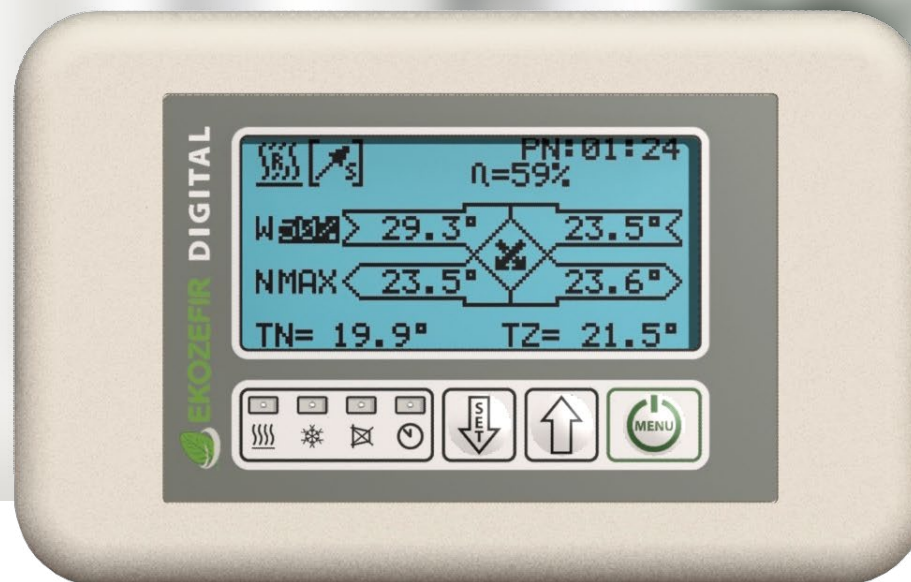 EKOZEFIR DIGITAL
R S PN:01:24
η=59%
W 29.3° 23.5°
NMAX 23.5° 23.6°
TN= 19.9° TZ= 21.5°
SET
MENU